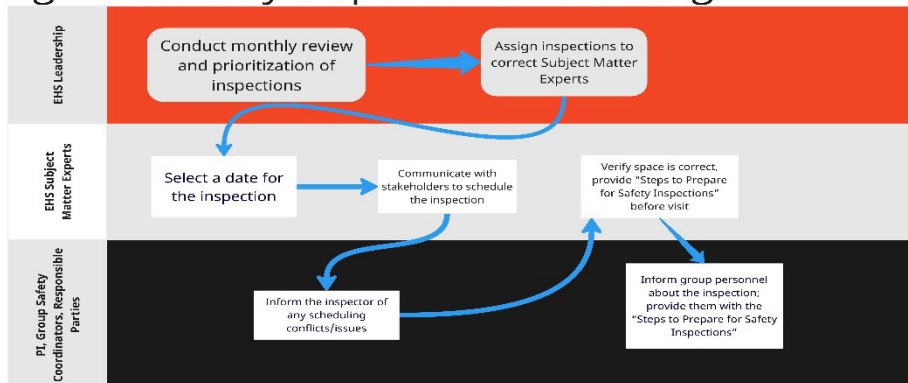 EHS Leadership
Conduct monthly review
and prioritization of
inspections
Assign inspections to
correct Subject Matter
Experts
EHS Subject
Matter Experts
Select a date for
the inspection
Communicate with
stakeholders to schedule
the inspection
Verify space is correct,
provide "Steps to Prepare
for Safety Inspections"
before visit
PI, Group Safety
Coordinators, Responsible
Parties
Inform the inspector of
any scheduling
conflicts/issues
Inform group personnel
about the inspection;
provide them with the
“Steps to Prepare for Safety
Inspections”